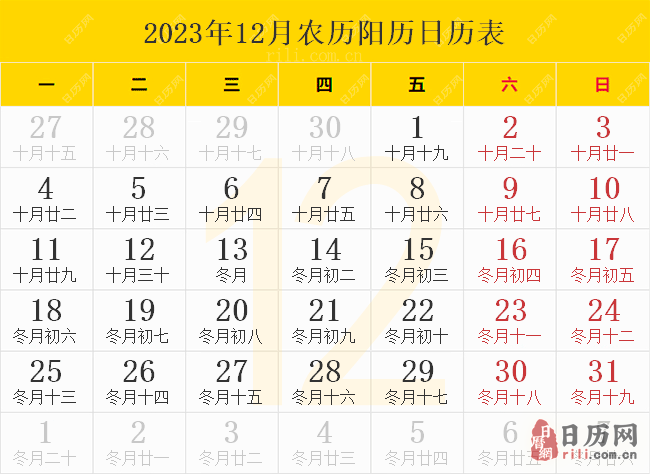 2023年12月农历阳历日历表
rili.com.cn
一 二 三 四 五 六 日
27 28 29 30 1 2 3
十月十五 十月十六 十月十七 十月十八 十月十九 十月二十 十月廿一
4 5 6 7 8 9 10
十月廿二 十月廿三 十月廿四 十月廿五 十月廿六 十月廿七 十月廿八
11 12 13 14 15 16 17
十月廿九 十月三十 冬月 冬月初二 冬月初三 冬月初四 冬月初五
18 19 20 21 22 23 24
冬月初六 冬月初七 冬月初八 冬月初九 冬月初十 冬月十一 冬月十二
25 26 27 28 29 30 31
冬月十三 冬月十四 冬月十五 冬月十六 冬月十七 冬月十八 冬月十九
1 2 3 4 5 6
冬月二十 冬月廿一 冬月廿二 冬月廿三 冬月廿四 冬月廿五
12
日历网
rili.com.cn